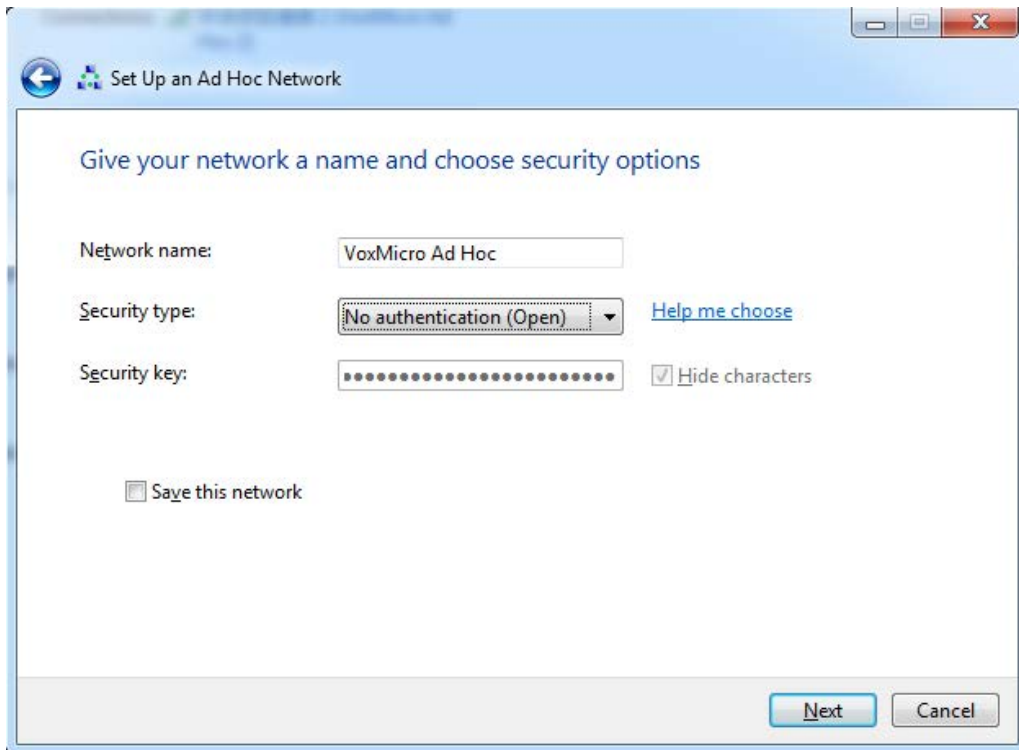 Set Up an Ad Hoc Network
Give your network a name and choose security options
Network name:
VoxMicro Ad Hoc
Security type:
No authentication (Open)
Help me choose
Security key:
Hide characters
Save this network
Next
Cancel